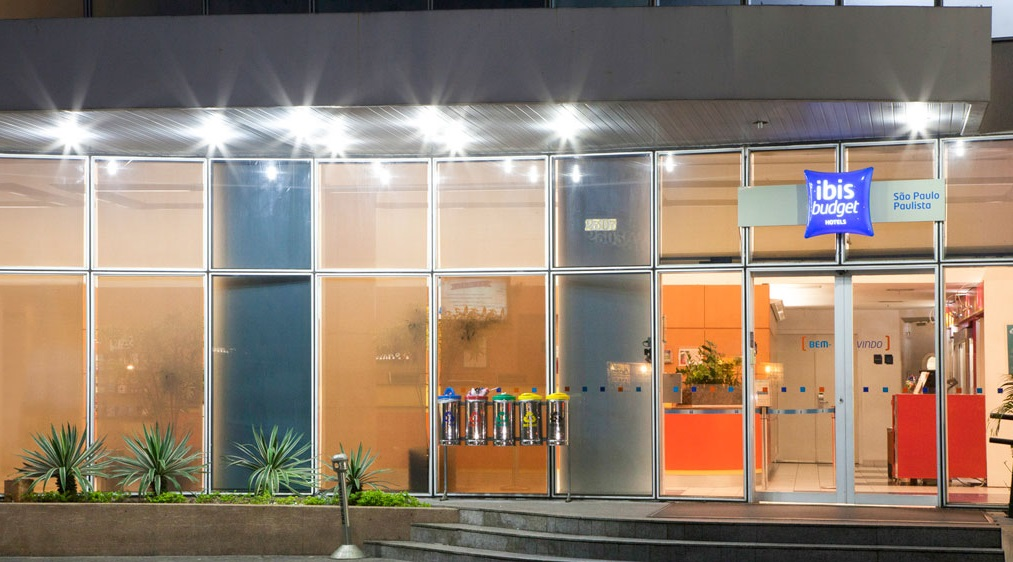 ibis
budget
HOTELS
São Paulo
Paulista
[ BEM-VINDO ]